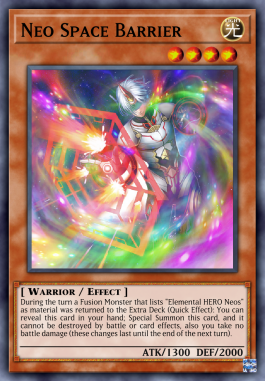 NEO SPACE BARRIER
LIGHT
光
[ WARRIOR / EFFECT ]
During the turn a Fusion Monster that lists "Elemental HERO Neos"
as material was returned to the Extra Deck (Quick Effect): You can
reveal this card in your hand; Special Summon this card, and it
cannot be destroyed by battle or card effects, also you take no
battle damage (these changes last until the end of the next turn).
ATK/1300 DEF/2000